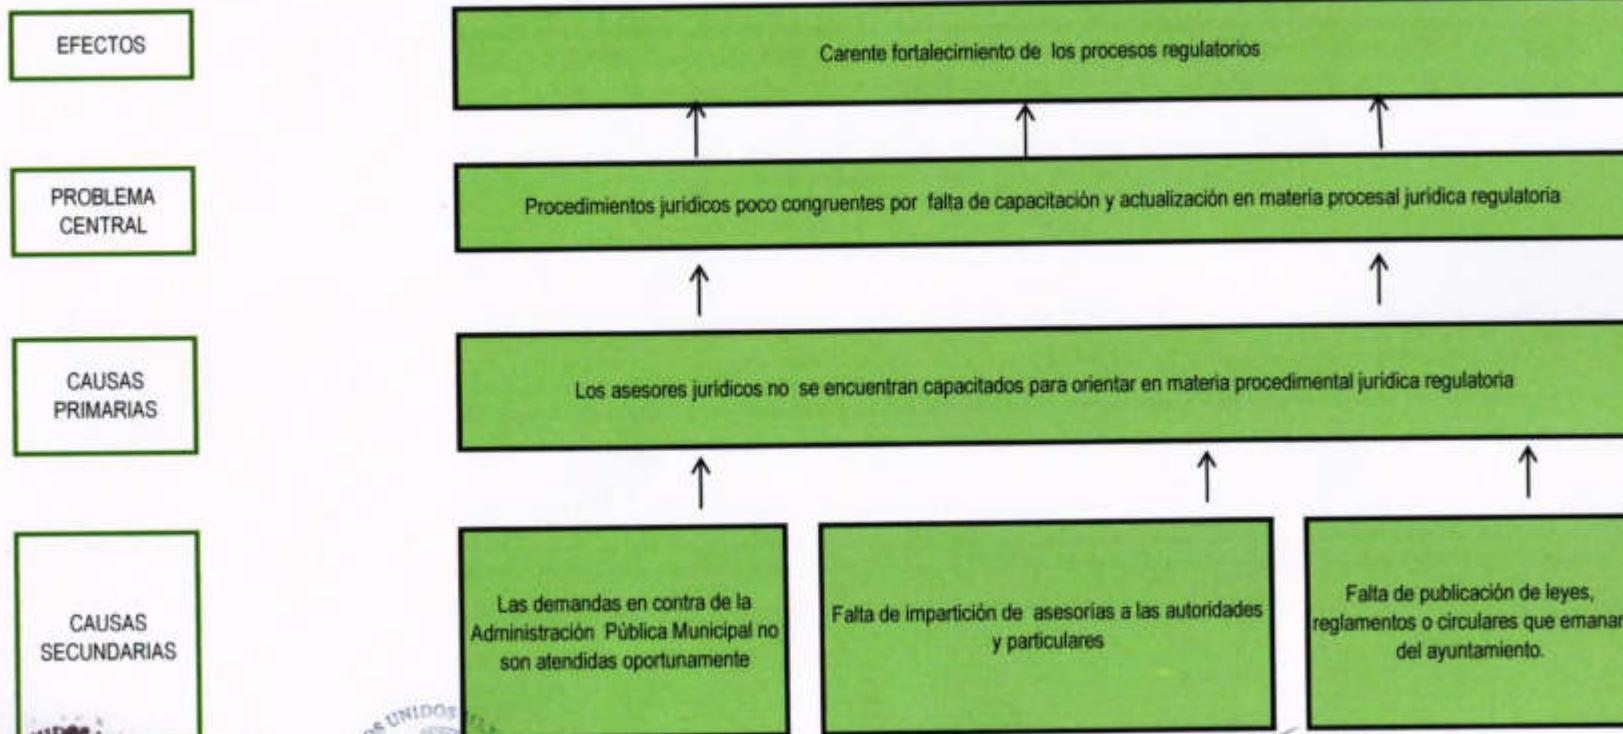 EFECTOS
Carente fortalecimiento de los procesos regulatorios
PROBLEMA
CENTRAL
Procedimientos jurídicos poco congruentes por falta de capacitación y actualización en materia procesal jurídica regulatoria
CAUSAS
PRIMARIAS
Los asesores jurídicos no se encuentran capacitados para orientar en materia procedimental jurídica regulatoria
CAUSAS
SECUNDARIAS
Las demandas en contra de la
Administración Pública Municipal no
son atendidas oportunamente
Falta de impartición de asesorías a las autoridades
y particulares
Falta de publicación de leyes,
reglamentos o circulares que emanan
del ayuntamiento.
UNIDOS